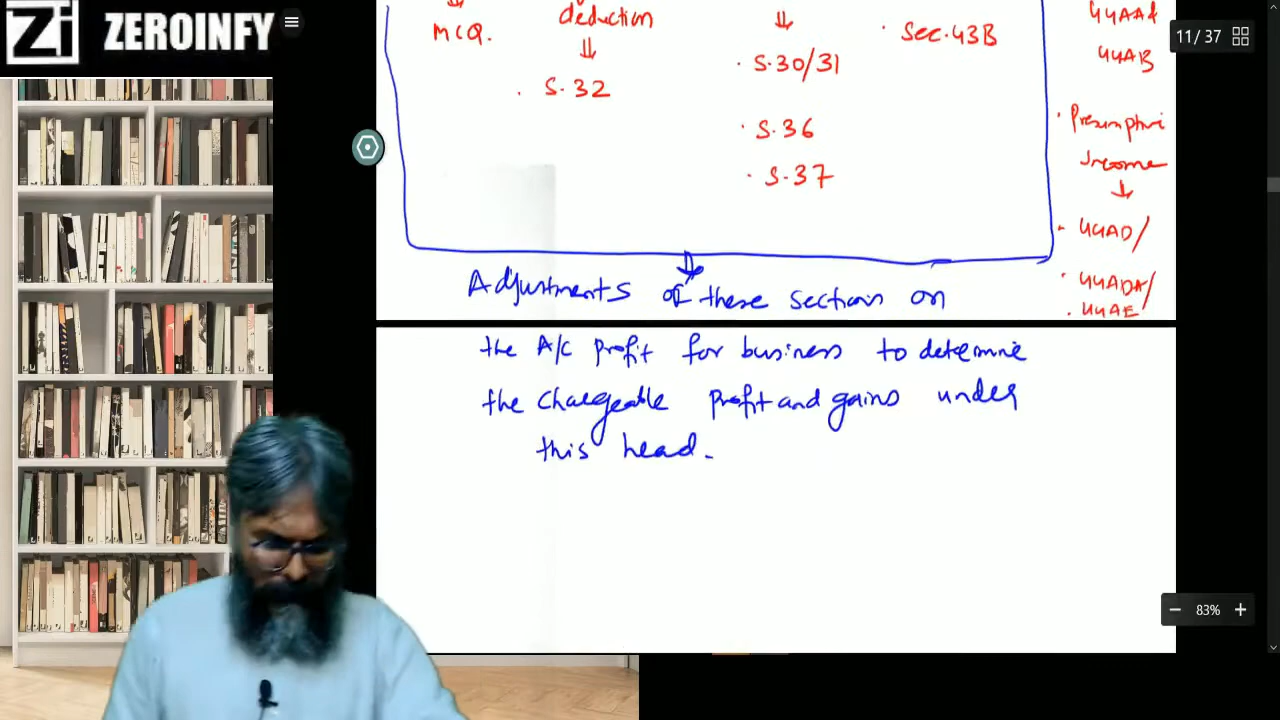 Zi ZEROINFY
11/37
MCQ.
deduction
S.32
S.30/31
S.36
S.37
Sec.43B
44AA &
44AB
Presumptive
Income
44AD/
44ADA/
44AE
Adjustments of these sections on
the A/C profit for business to determine
the chargeable profit and gains under
this head.
83%